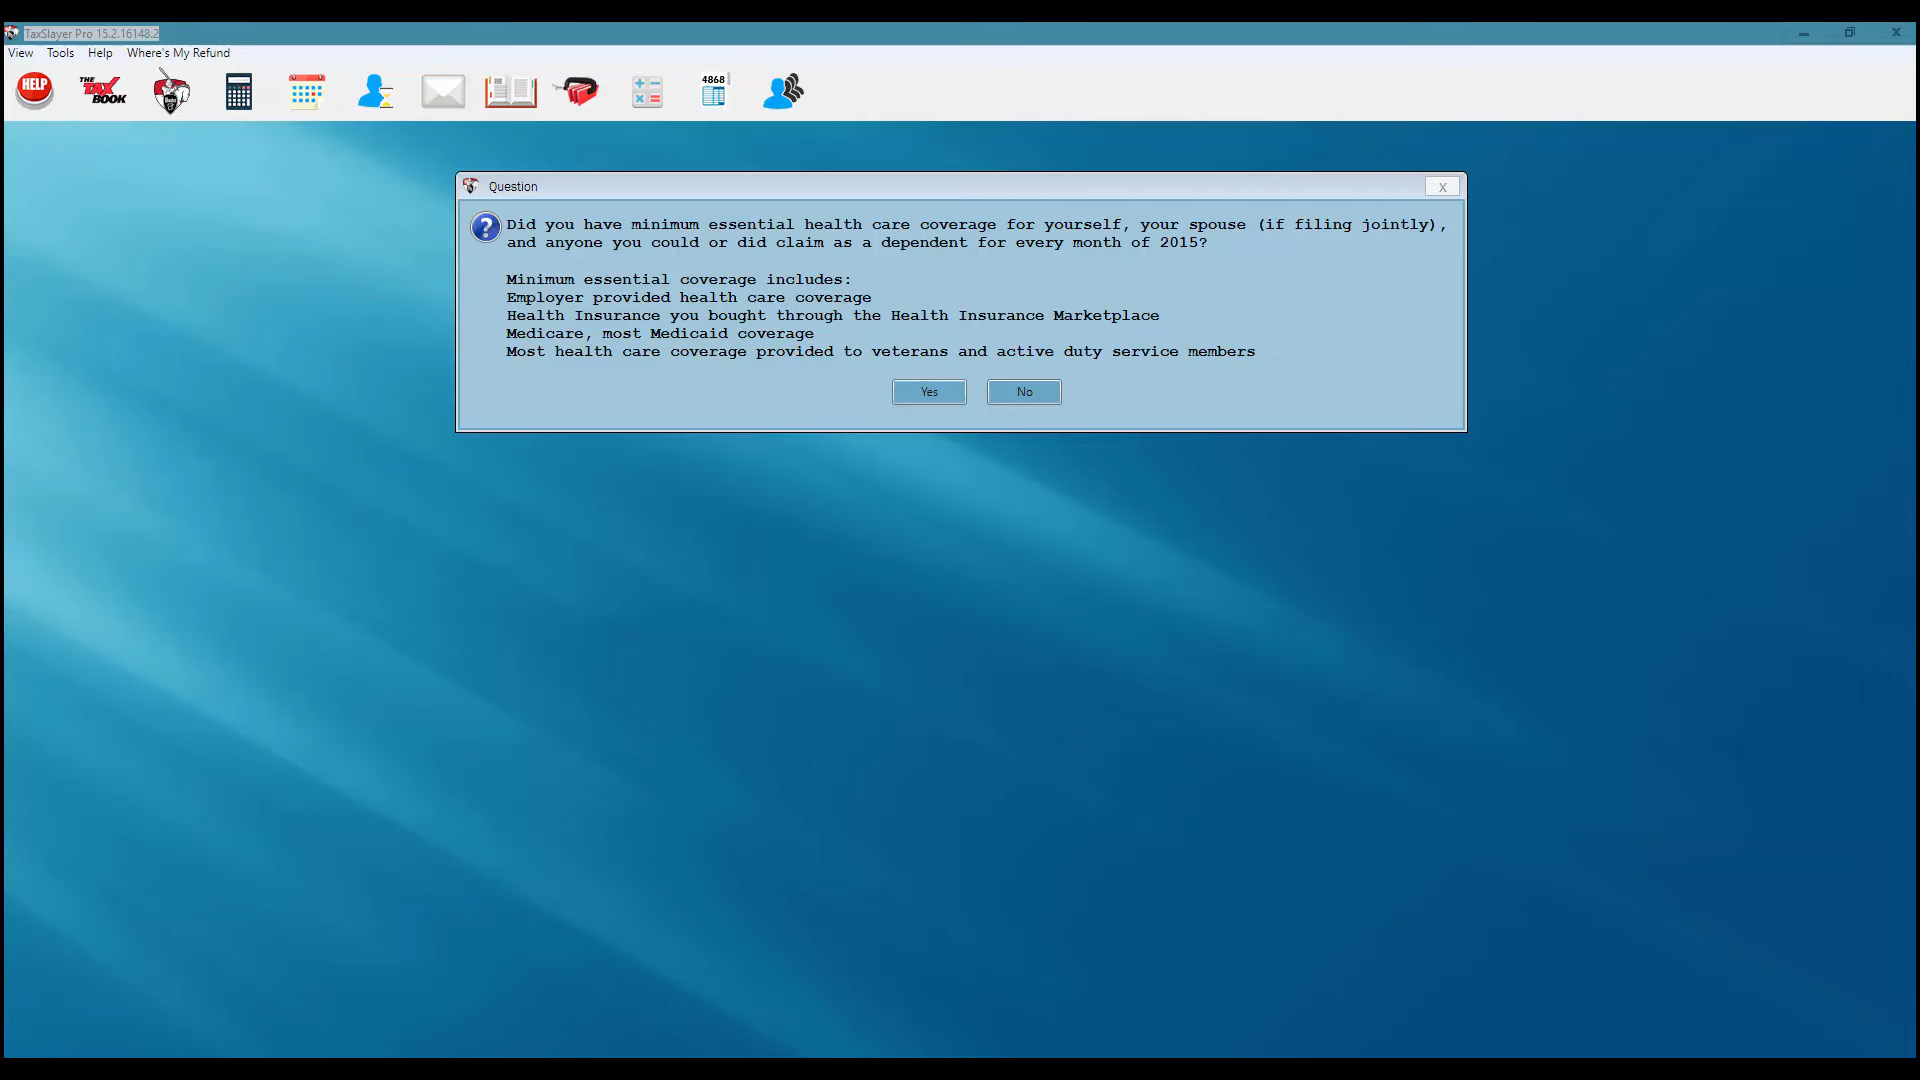 TaxSlayer Pro 15.2.16148.2
View Tools Help Where's My Refund
HELP
THE TAX BOOK
4868
Question
X
Did you have minimum essential health care coverage for yourself, your spouse (if filing jointly),
and anyone you could or did claim as a dependent for every month of 2015?
Minimum essential coverage includes:
Employer provided health care coverage
Health Insurance you bought through the Health Insurance Marketplace
Medicare, most Medicaid coverage
Most health care coverage provided to veterans and active duty service members
Yes No